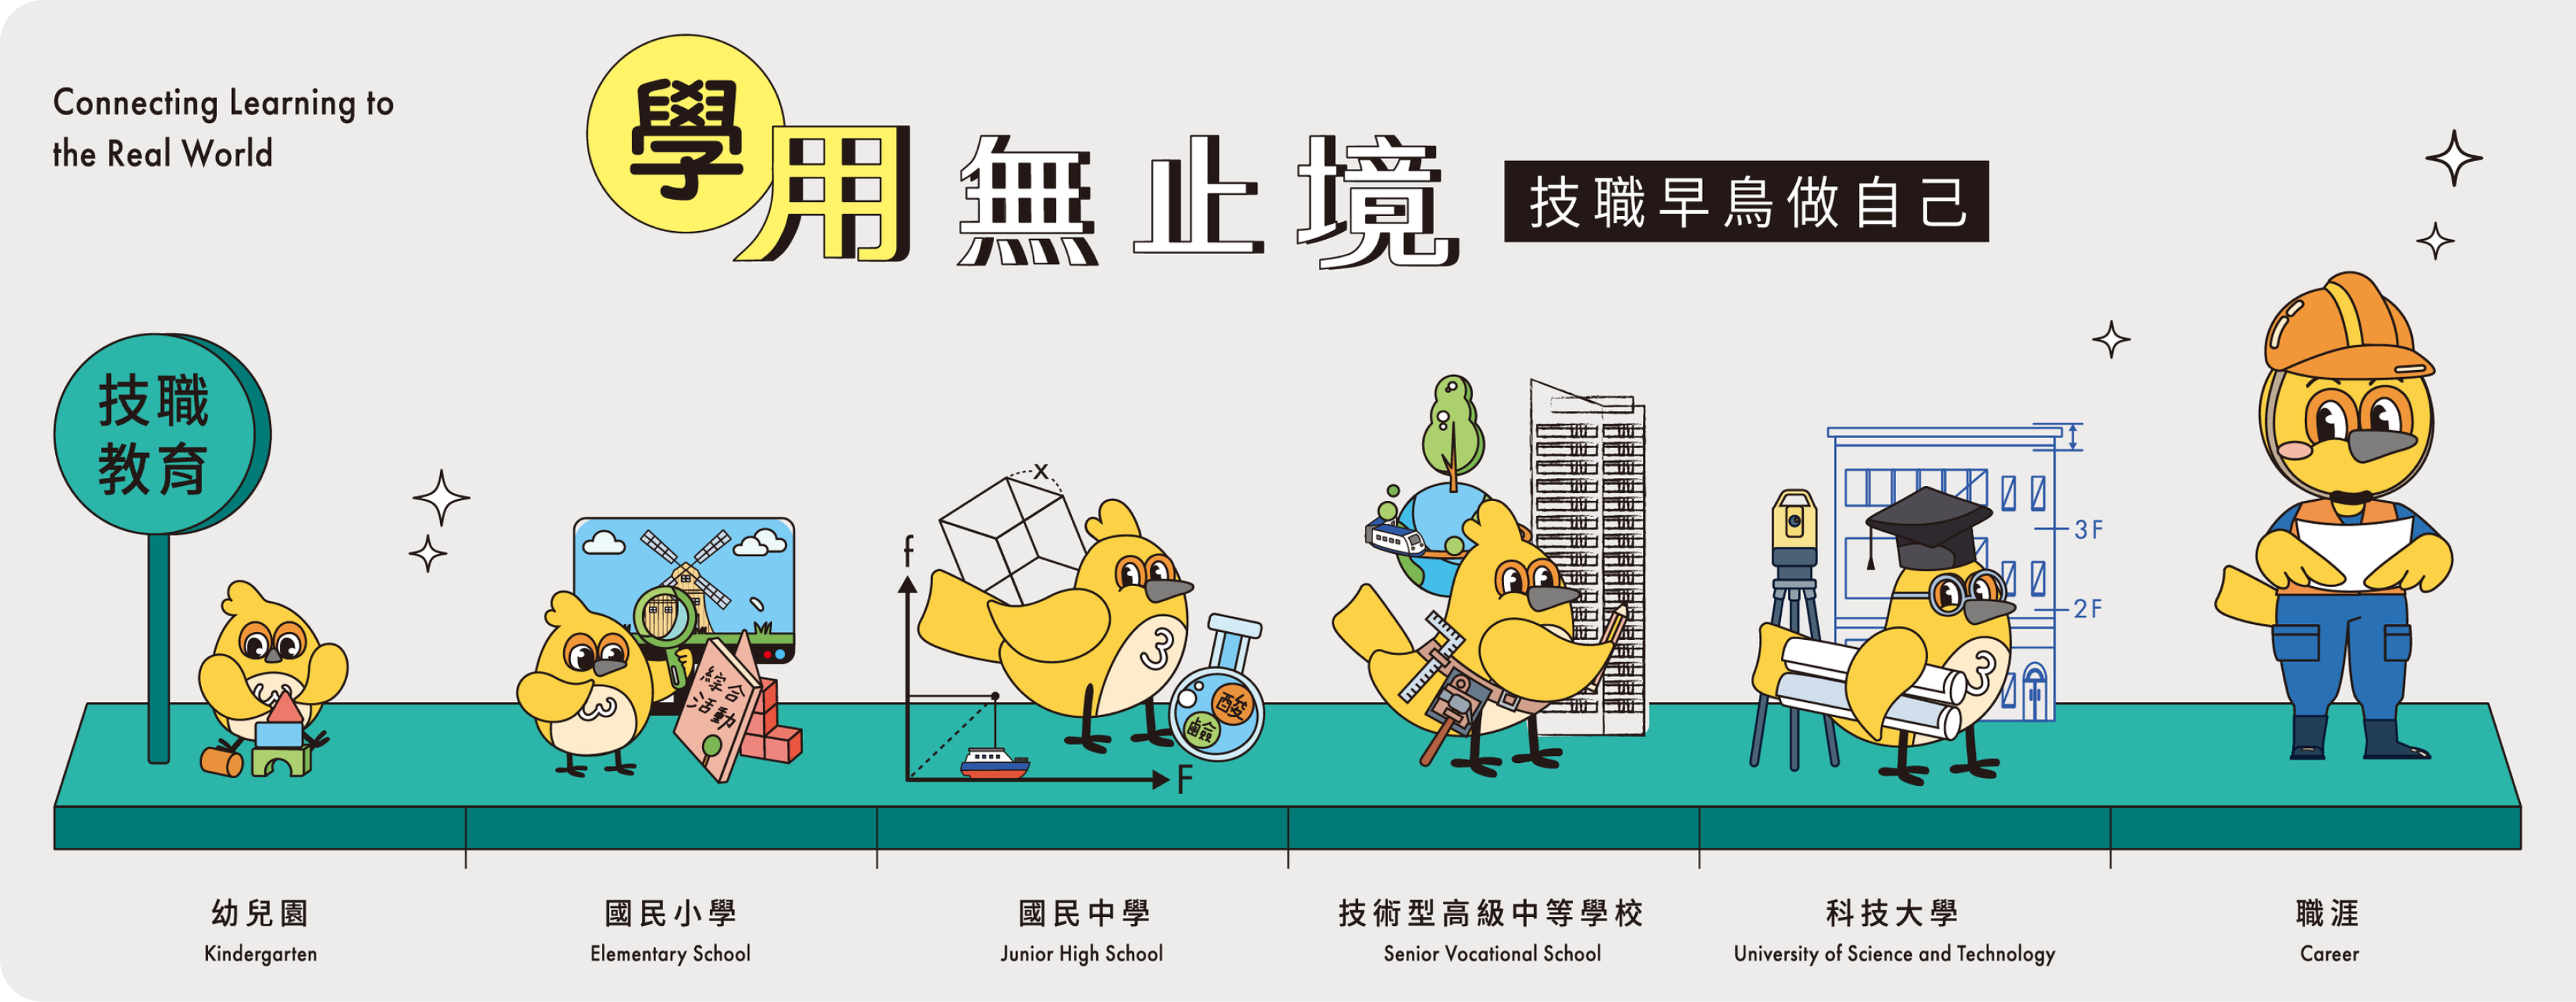 Connecting Learning to
the Real World
學用無止境
技職早鳥做自己
技職
教育
綜合
活動
f
x
F
3
酸
鹼
3
3F
2F
3
幼兒園
Kindergarten
國民小學
Elementary School
國民中學
Junior High School
技術型高級中等學校
Senior Vocational School
科技大學
University of Science and Technology
職涯
Career